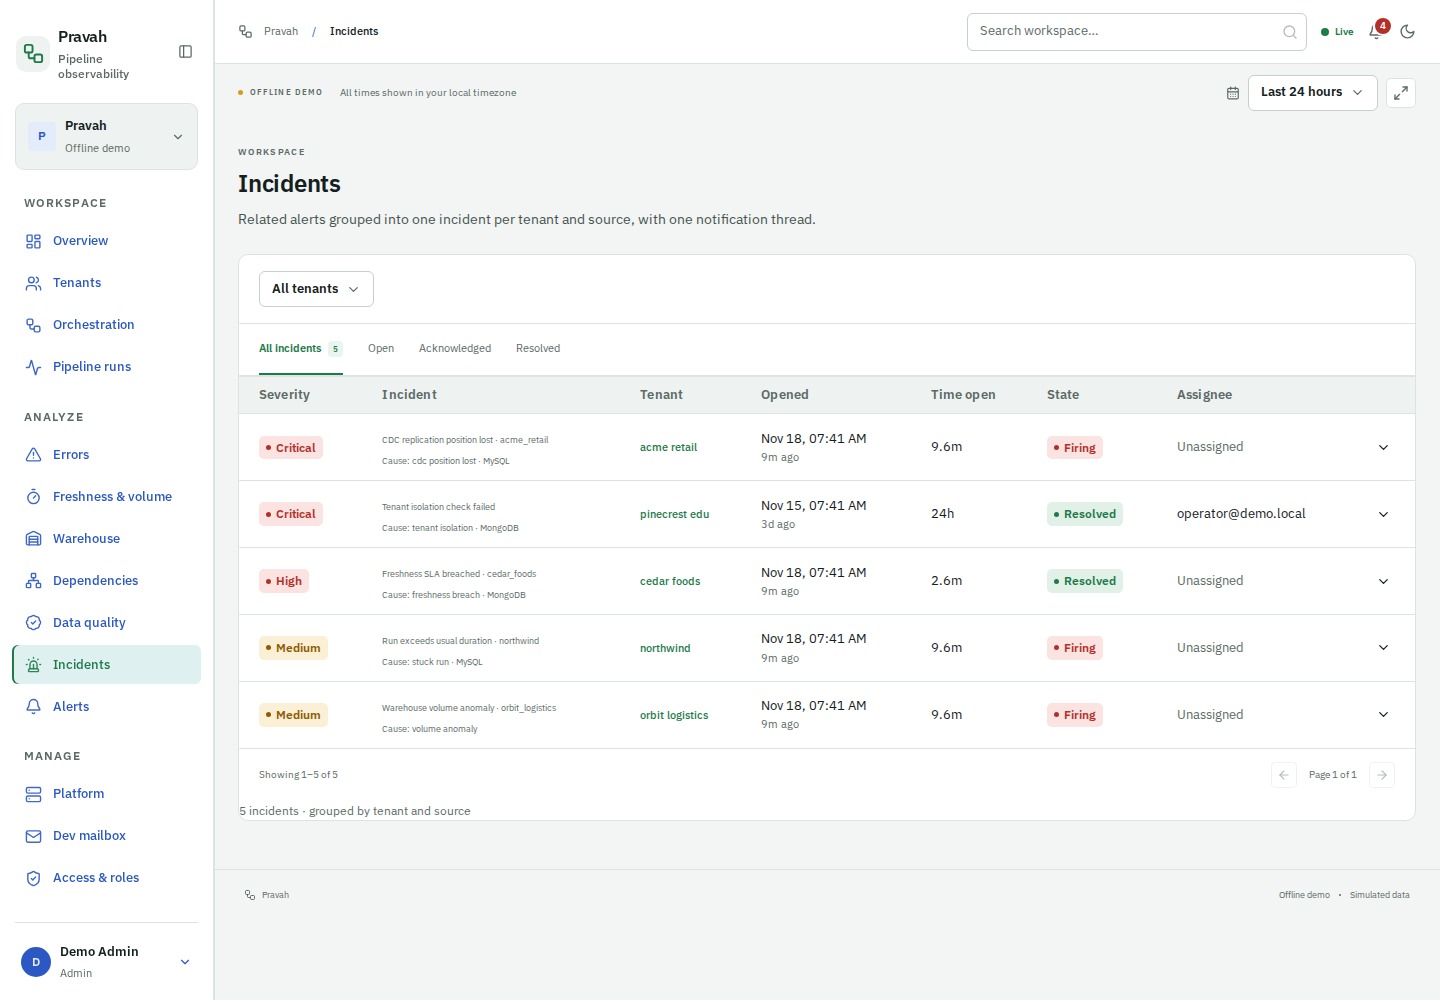 Pravah
Pipeline
observability
P
Pravah
Offline demo
WORKSPACE
Overview
Tenants
Orchestration
Pipeline runs
ANALYZE
Errors
Freshness & volume
Warehouse
Dependencies
Data quality
Incidents
Alerts
MANAGE
Platform
Dev mailbox
Access & roles
D
Demo Admin
Admin
Pravah / Incidents
Search workspace...
Live
4
OFFLINE DEMO All times shown in your local timezone
Last 24 hours
WORKSPACE
Incidents
Related alerts grouped into one incident per tenant and source, with one notification thread.
All tenants
All incidents 5 Open Acknowledged Resolved
Severity Incident Tenant Opened Time open State Assignee
Critical CDC replication position lost · acme_retail acme retail Nov 18, 07:41 AM 9.6m Firing Unassigned
Cause: cdc position lost · MySQL 9m ago
Critical Tenant isolation check failed pinecrest edu Nov 15, 07:41 AM 24h Resolved operator@demo.local
Cause: tenant isolation · MongoDB 3d ago
High Freshness SLA breached · cedar_foods cedar foods Nov 18, 07:41 AM 2.6m Resolved Unassigned
Cause: freshness breach · MongoDB 9m ago
Medium Run exceeds usual duration · northwind northwind Nov 18, 07:41 AM 9.6m Firing Unassigned
Cause: stuck run · MySQL 9m ago
Medium Warehouse volume anomaly · orbit_logistics orbit logistics Nov 18, 07:41 AM 9.6m Firing Unassigned
Cause: volume anomaly 9m ago
Showing 1–5 of 5 Page 1 of 1
5 incidents · grouped by tenant and source
Pravah Offline demo • Simulated data